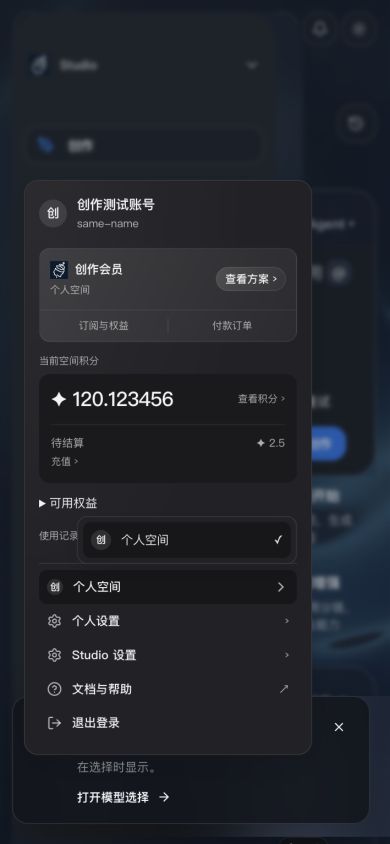 Studio
创作
创
创作测试账号
same-name
创作会员
个人空间
查看方案 ›
订阅与权益
付款订单
当前空间积分
120.123456
查看积分 ›
待结算
2.5
充值 ›
可用权益
使用记录
创
个人空间
创
个人空间
个人设置
Studio 设置
文档与帮助
退出登录
在选择时显示。
打开模型选择 →